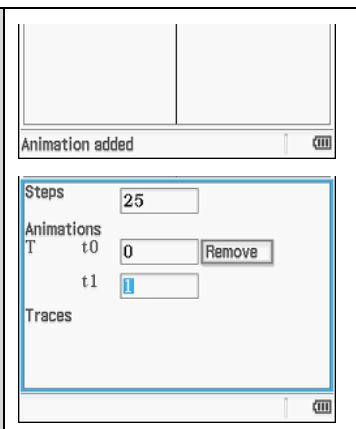 Animation added
Steps 25
Animations
T t0 0 Remove
t1 1
Traces